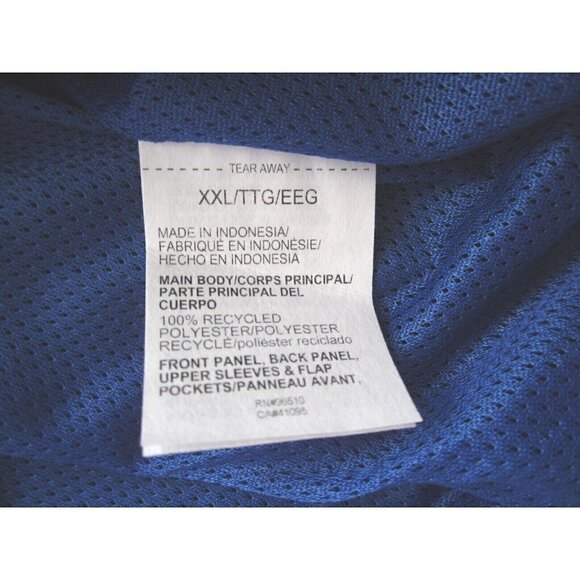 TEAR AWAY
XXL/TTG/EEG
MADE IN INDONESIA/
FABRIQUÉ EN INDONÉSIE/
HECHO EN INDONESIA
MAIN BODY/CORPS PRINCIPAL/
PARTE PRINCIPAL DEL
CUERPO
100% RECYCLED
POLYESTER/POLYESTER
RECYCLÉ/poliéster reciclado
FRONT PANEL, BACK PANEL,
UPPER SLEEVES & FLAP
POCKETS/PANNEAU AVANT,
RN#96510
CA#41095